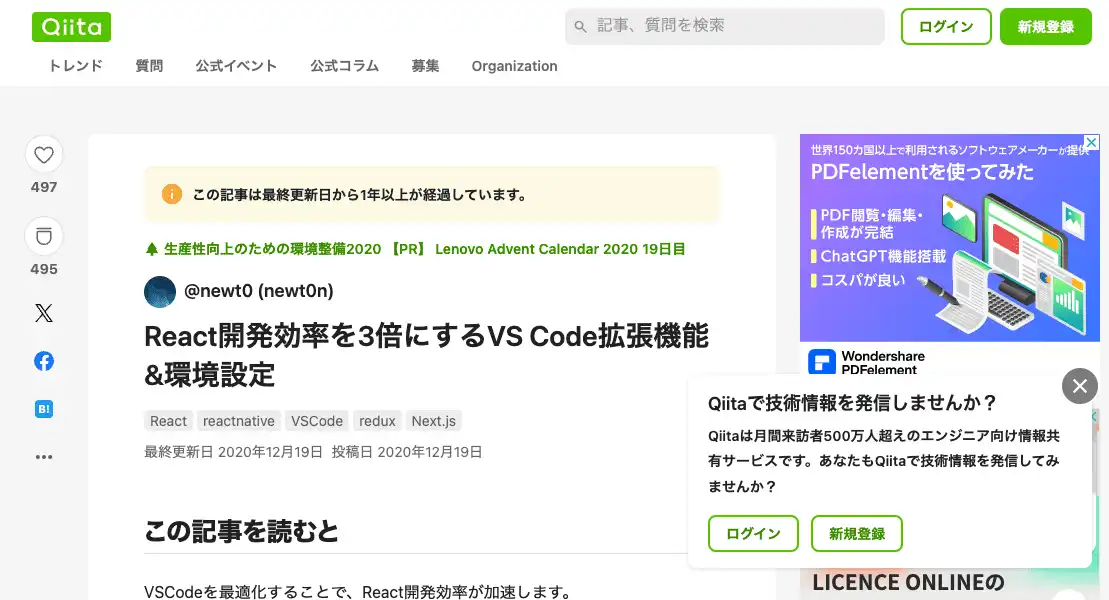 Qiita
記事、質問を検索
ログイン
新規登録
トレンド 質問 公式イベント 公式コラム 募集 Organization
497
495
B!
この記事は最終更新日から1年以上が経過しています。
生産性向上のための環境整備2020 【PR】 Lenovo Advent Calendar 2020 19日目
@newt0 (newt0n)
React開発効率を3倍にするVS Code拡張機能
&環境設定
React reactnative VSCode redux Next.js
最終更新日 2020年12月19日 投稿日 2020年12月19日
この記事を読むと
VSCodeを最適化することで、React開発効率が加速します。
世界150カ国以上で利用されるソフトウェアメーカーが提供
PDFelementを使ってみた
PDF閲覧・編集・
作成が完結
ChatGPT機能搭載
コスパが良い
Wondershare
PDFelement
Qiitaで技術情報を発信しませんか？
Qiitaは月間来訪者500万人超えのエンジニア向け情報共
有サービスです。あなたもQiitaで技術情報を発信してみ
ませんか？
ログイン
新規登録
LICENCE ONLINEの